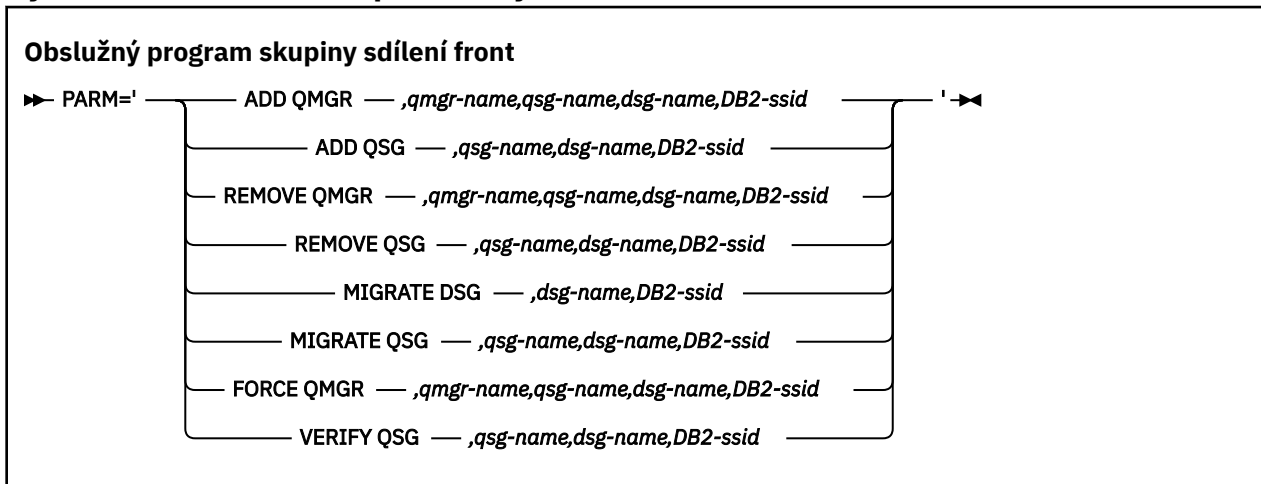 Obslužný program skupiny sdílení front
PARM=' ADD QMGR ,qmgr-name,qsg-name,dsg-name,DB2-ssid '
ADD QSG ,qsg-name,dsg-name,DB2-ssid
REMOVE QMGR ,qmgr-name,qsg-name,dsg-name,DB2-ssid
REMOVE QSG ,qsg-name,dsg-name,DB2-ssid
MIGRATE DSG ,dsg-name,DB2-ssid
MIGRATE QSG ,qsg-name,dsg-name,DB2-ssid
FORCE QMGR ,qmgr-name,qsg-name,dsg-name,DB2-ssid
VERIFY QSG ,qsg-name,dsg-name,DB2-ssid